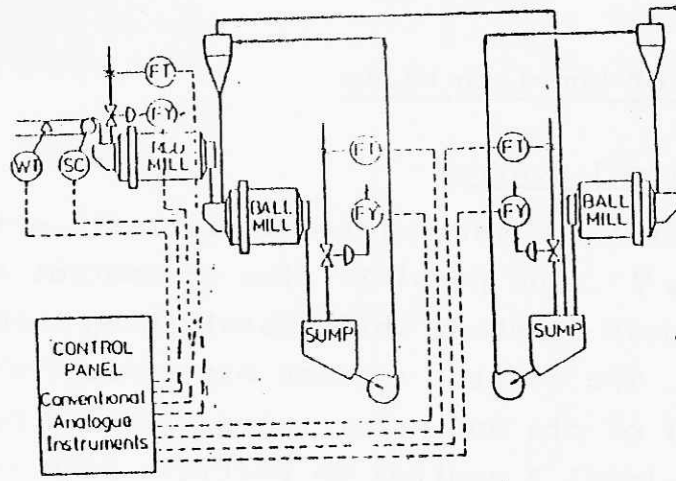 FT
FT
FT
FY
ROD
MILL
WT
SC
BALL
MILL
FY
FY
BALL
MILL
SUMP
SUMP
CONTROL
PANEL
Conventional
Analogue
Instruments